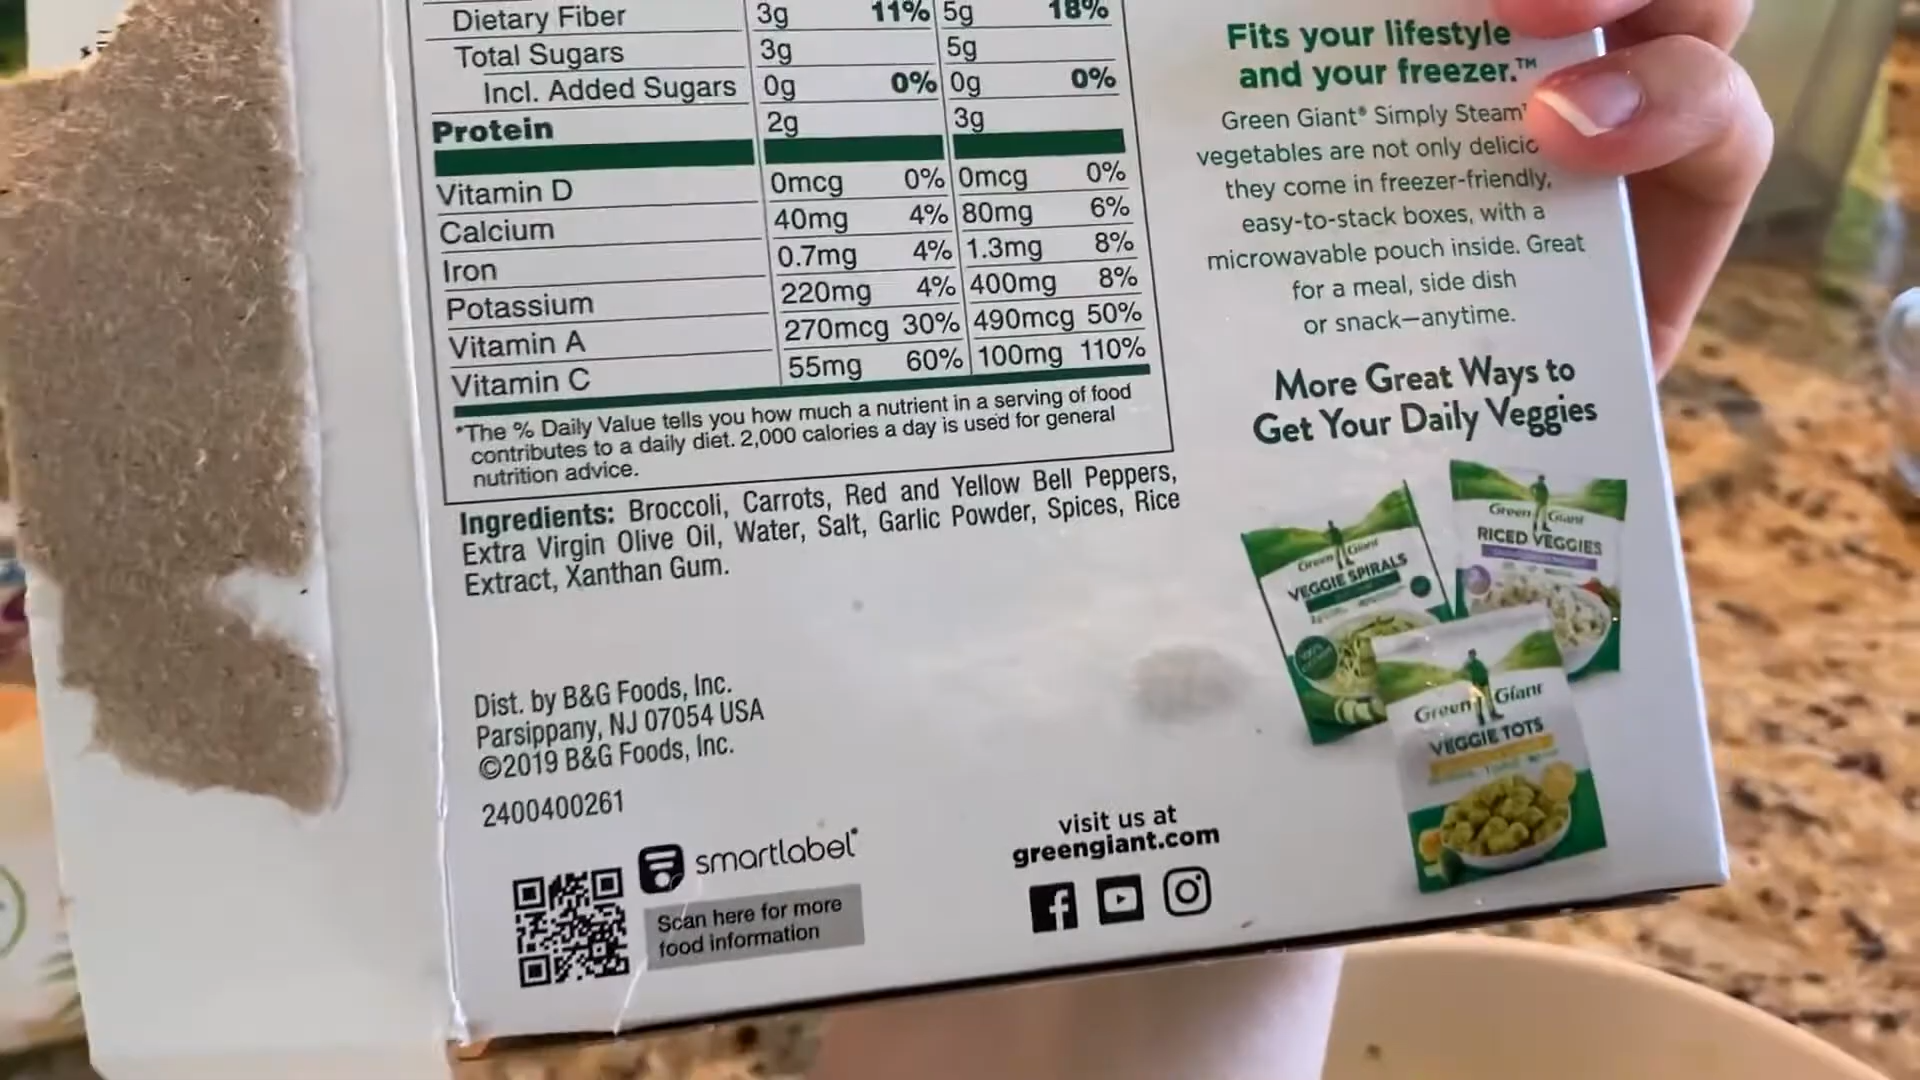 Dietary Fiber 3g 11% 5g 18%
Total Sugars 3g 5g
Incl. Added Sugars 0g 0% 0g 0%
Protein 2g 3g
Vitamin D 0mcg 0% 0mcg 0%
Calcium 40mg 4% 80mg 6%
Iron 0.7mg 4% 1.3mg 8%
Potassium 220mg 4% 400mg 8%
Vitamin A 270mcg 30% 490mcg 50%
Vitamin C 55mg 60% 100mg 110%
*The % Daily Value tells you how much a nutrient in a serving of food
contributes to a daily diet. 2,000 calories a day is used for general
nutrition advice.
Ingredients: Broccoli, Carrots, Red and Yellow Bell Peppers,
Extra Virgin Olive Oil, Water, Salt, Garlic Powder, Spices, Rice
Extract, Xanthan Gum.
Dist. by B&G Foods, Inc.
Parsippany, NJ 07054 USA
©2019 B&G Foods, Inc.
2400400261
smartlabel®
Scan here for more
food information
visit us at
greengiant.com
Fits your lifestyle
and your freezer.™
Green Giant® Simply Steam
vegetables are not only delicio
they come in freezer-friendly,
easy-to-stack boxes, with a
microwavable pouch inside. Great
for a meal, side dish
or snack—anytime.
More Great Ways to
Get Your Daily Veggies
Green Giant
VEGGIE SPIRALS
Green Giant
RICED VEGGIES
Green Giant
VEGGIE TOTS